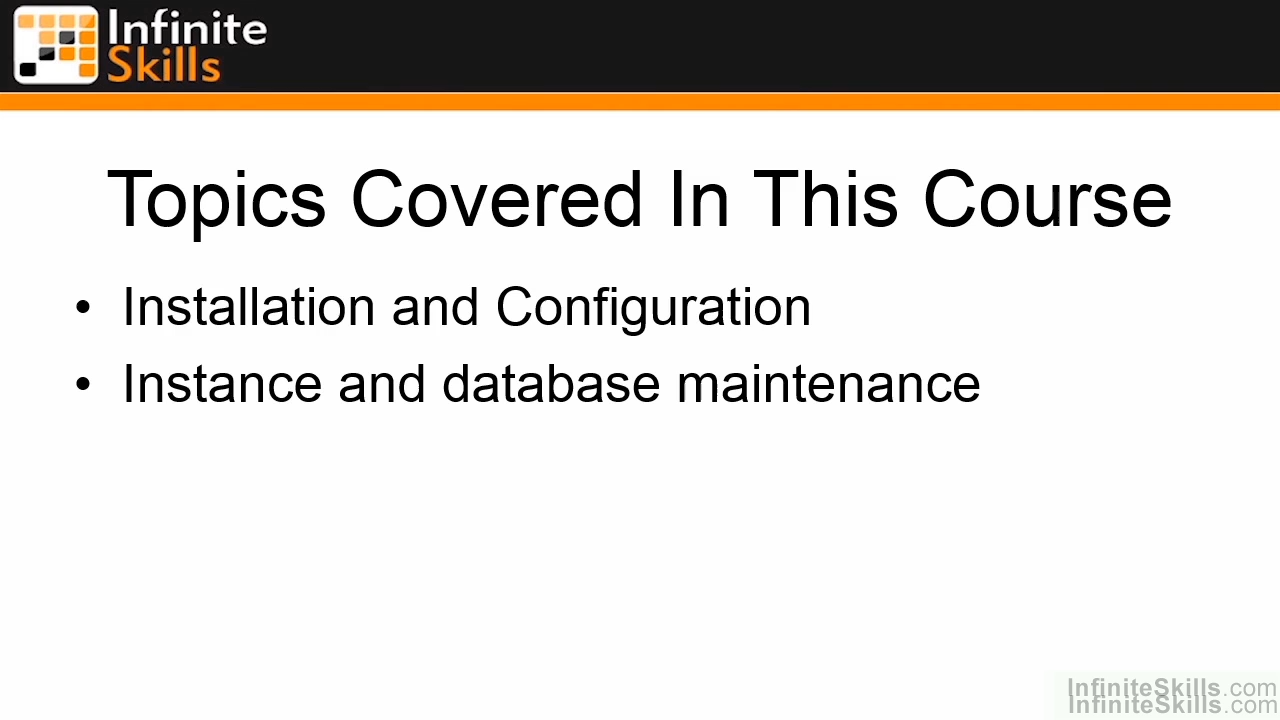 Infinite
Skills
Topics Covered In This Course
• Installation and Configuration
• Instance and database maintenance
InfiniteSkills.com
InfiniteSkills.com